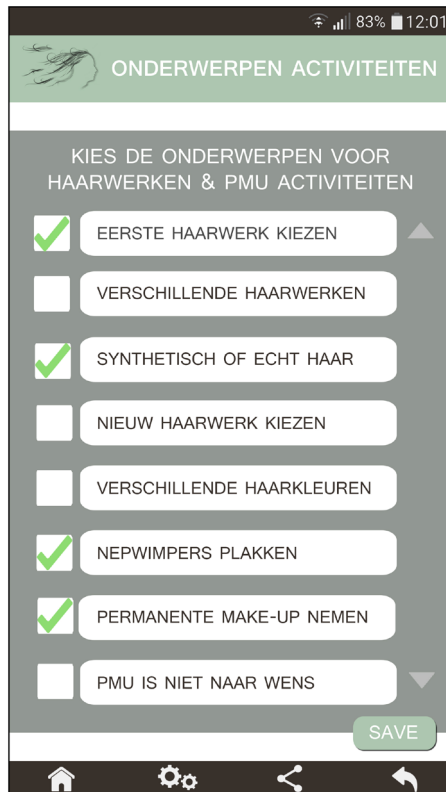 83% 12:01
ONDERWERPEN ACTIVITEITEN
KIES DE ONDERWERPEN VOOR
HAARWERKEN & PMU ACTIVITEITEN
EERSTE HAARWERK KIEZEN
VERSCHILLENDE HAARWERKEN
SYNTHETISCH OF ECHT HAAR
NIEUW HAARWERK KIEZEN
VERSCHILLENDE HAARKLEUREN
NEPWIMPERS PLAKKEN
PERMANENTE MAKE-UP NEMEN
PMU IS NIET NAAR WENS
SAVE